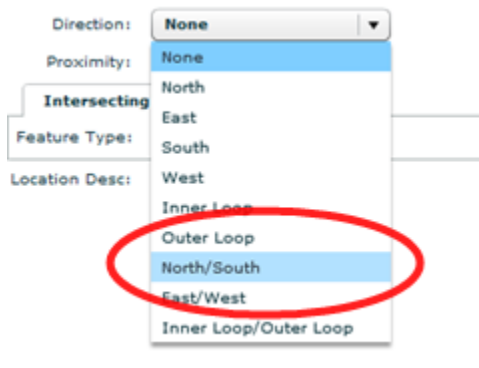 Direction: None
Proximity: None
North
Intersecting
East
Feature Type:
South
Location Desc: West
Inner Loop
Outer Loop
North/South
East/West
Inner Loop/Outer Loop